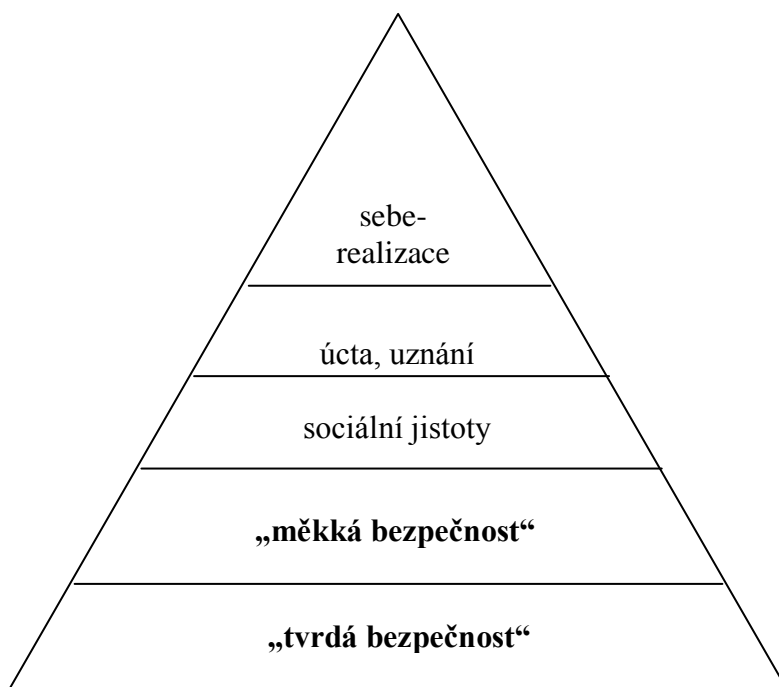 sebe-
realizace
úcta, uznání
sociální jistoty
„měkká bezpečnost“
„tvrdá bezpečnost“